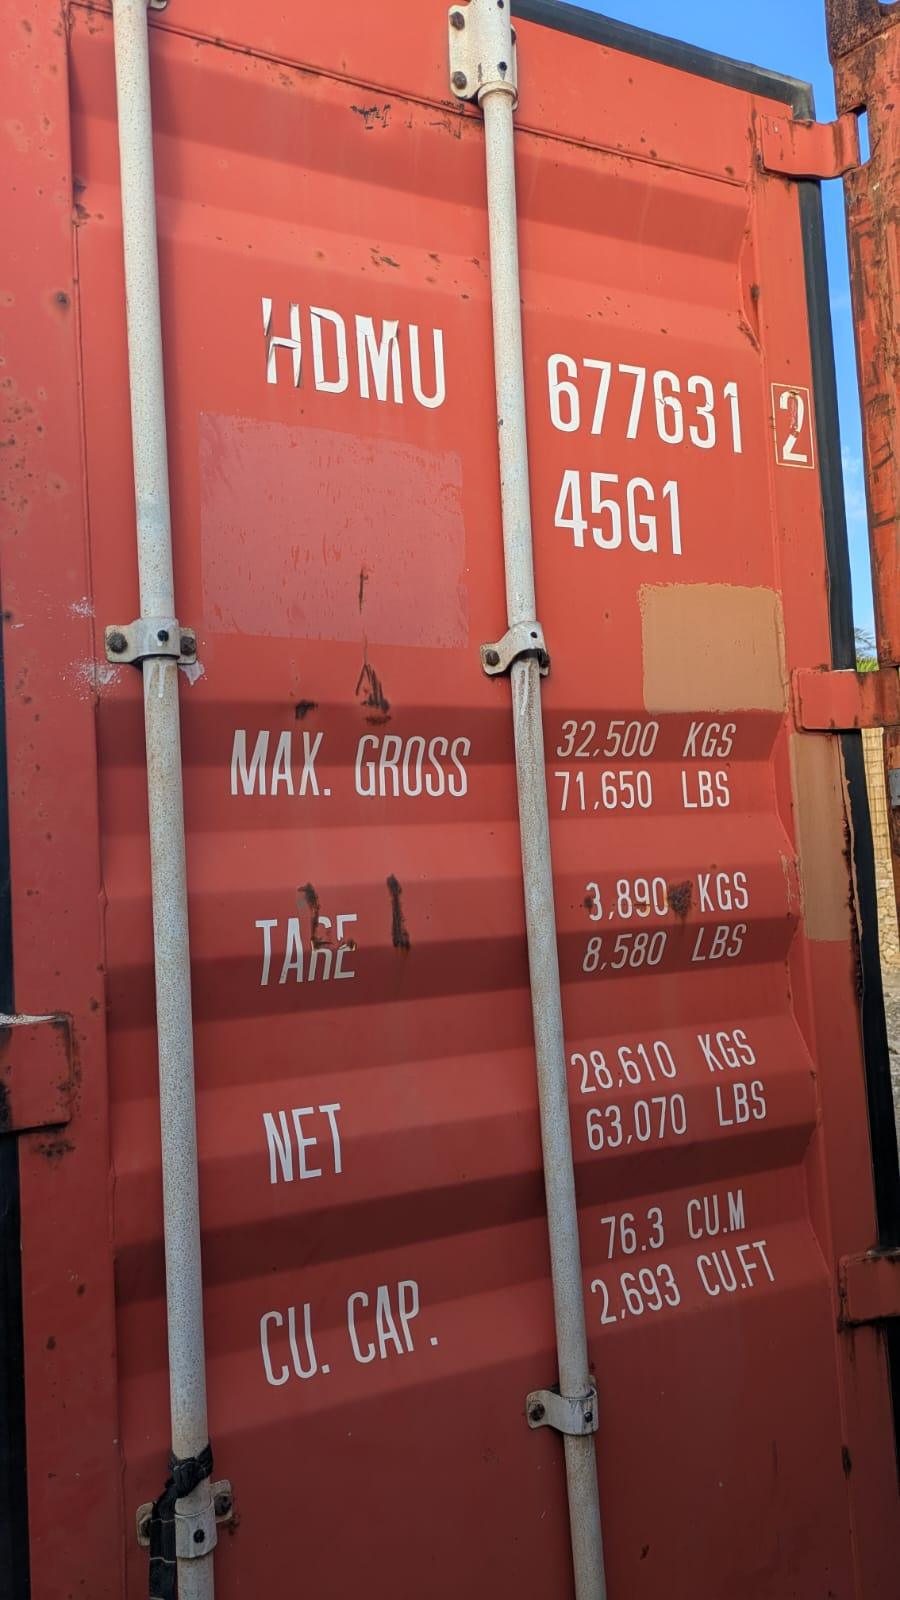 HDMU 677631 2
45G1
MAX. GROSS 32,500 KGS
71,650 LBS
TARE 3,890 KGS
8,580 LBS
NET 28,610 KGS
63,070 LBS
CU. CAP. 76.3 CU.M
2,693 CU.FT